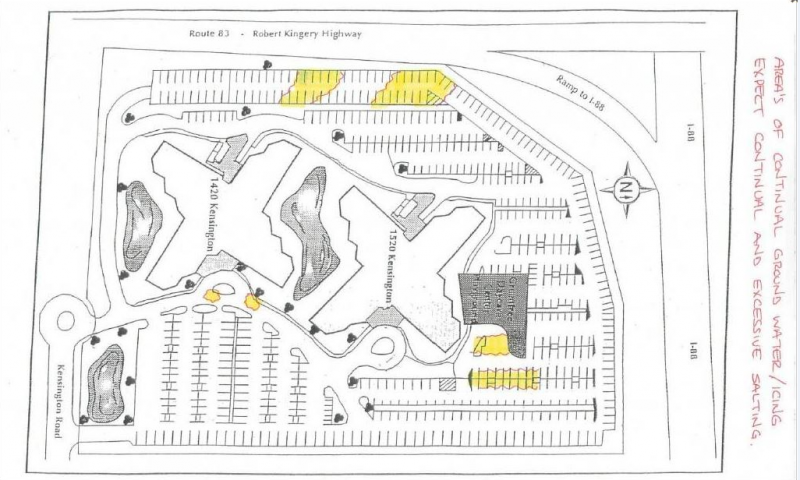 Route 83 - Robert Kingery Highway
Ramp to I-88
I-88
N
1420 Kensington
1520 Kensington
I-88
Kensington Road
AREA'S OF CONTINUAL GROUND WATER/ICING
EXPECT CONTINUAL AND EXCESSIVE SALTING.